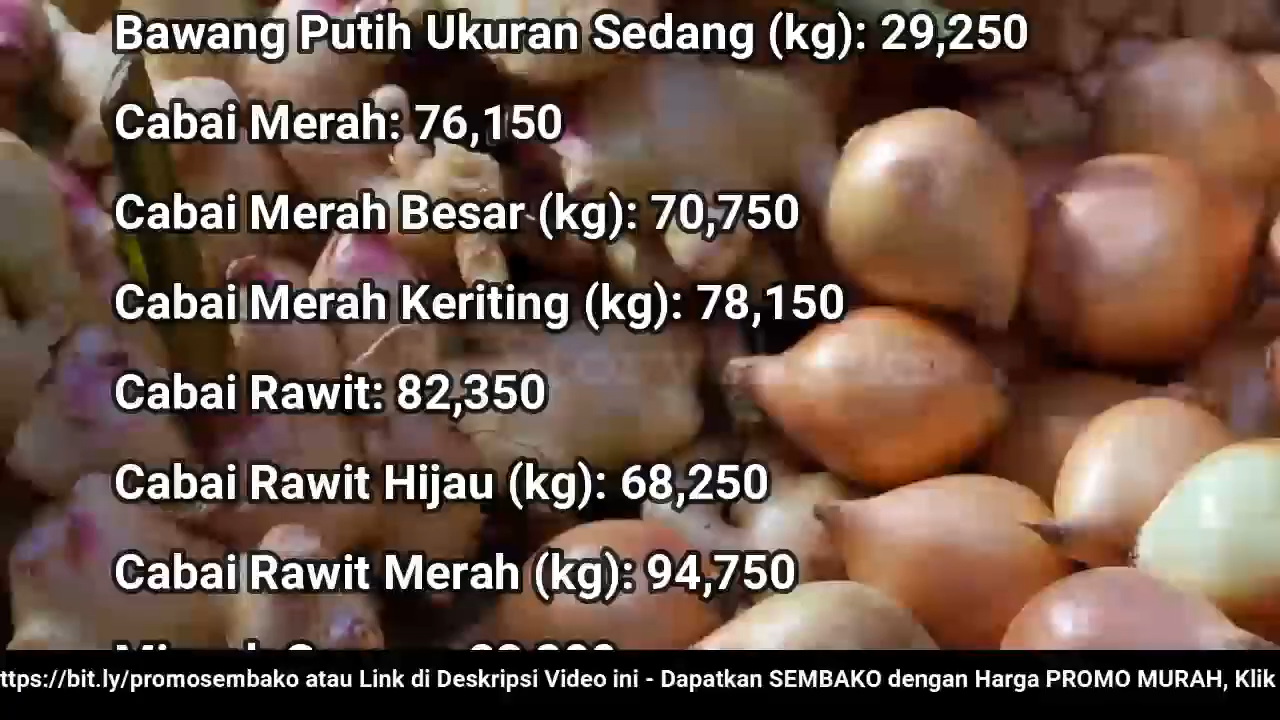 Bawang Putih Ukuran Sedang (kg): 29,250
Cabai Merah: 76,150
Cabai Merah Besar (kg): 70,750
Cabai Merah Keriting (kg): 78,150
Cabai Rawit: 82,350
Cabai Rawit Hijau (kg): 68,250
Cabai Rawit Merah (kg): 94,750
ttps://bit.ly/promosembako atau Link di Deskripsi Video ini - Dapatkan SEMBAKO dengan Harga PROMO MURAH, Klik